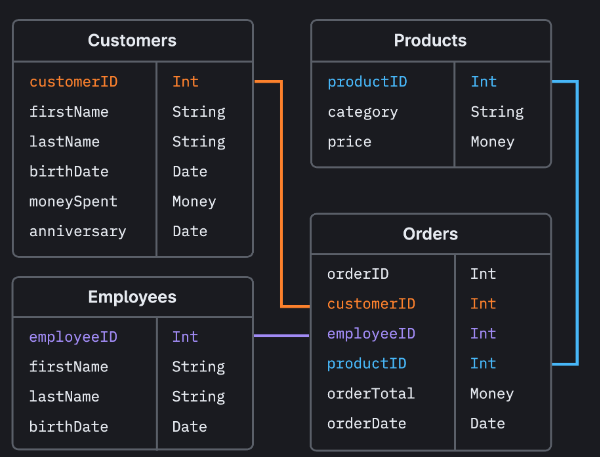 Customers
customerID Int
firstName String
lastName String
birthDate Date
moneySpent Money
anniversary Date
Employees
employeeID Int
firstName String
lastName String
birthDate Date
Products
productID Int
category String
price Money
Orders
orderID Int
customerID Int
employeeID Int
productID Int
orderTotal Money
orderDate Date